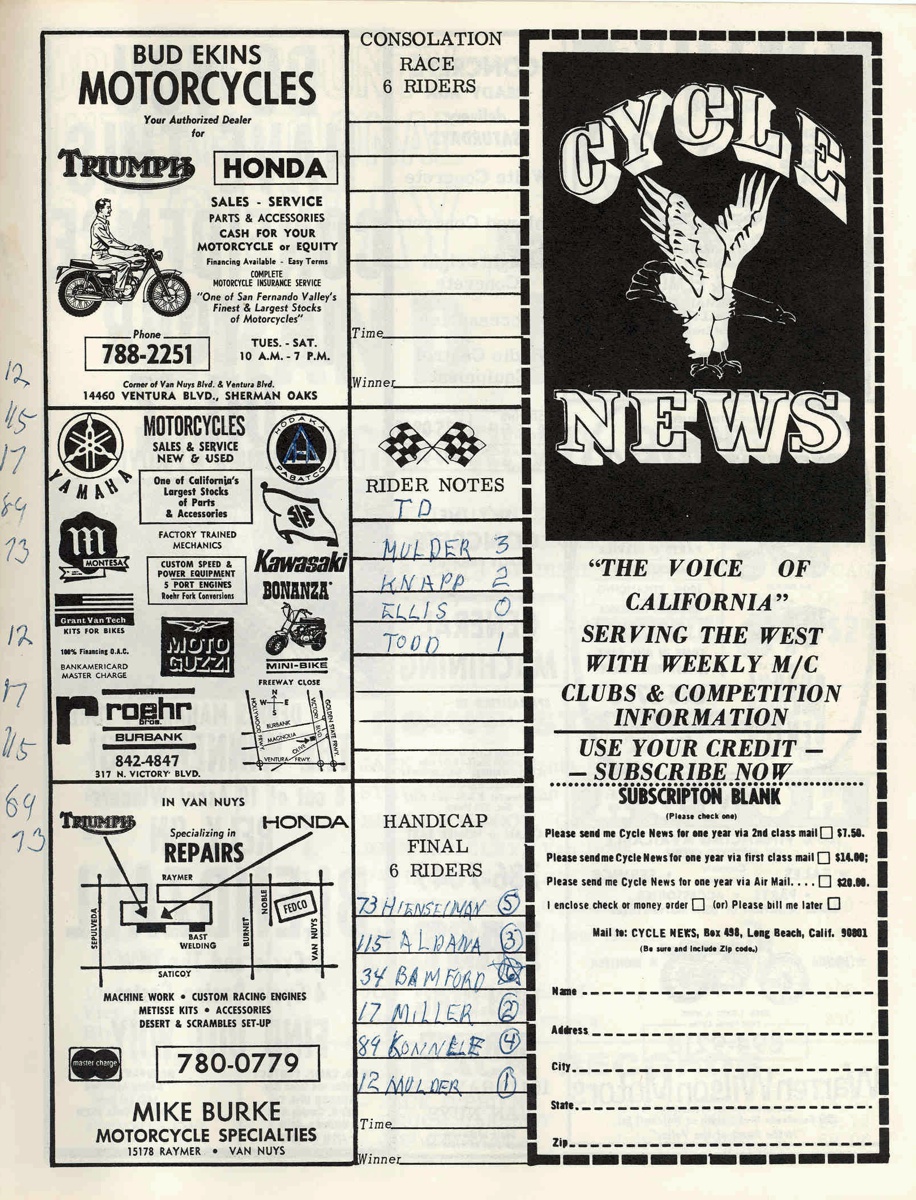 BUD EKINS
MOTORCYCLES
Your Authorized Dealer
for
TRIUMPH
HONDA
SALES - SERVICE
PARTS & ACCESSORIES
CASH FOR YOUR
MOTORCYCLE or EQUITY
Financing Available - Easy Terms
COMPLETE
MOTORCYCLE INSURANCE SERVICE
"One of San Fernando Valley's
Finest & Largest Stocks
of Motorcycles"
Phone
788-2251
TUES. - SAT.
10 A.M. - 7 P.M.
Corner of Van Nuys Blvd. & Ventura Blvd.
14460 VENTURA BLVD., SHERMAN OAKS
12
115
17
89
73
12
17
115
89
73
YAMAHA
MOTORCYCLES
SALES & SERVICE
NEW & USED
HODAKA
PABATCO
One of California's
Largest Stocks
of Parts
& Accessories
MONTESA
FACTORY TRAINED
MECHANICS
CUSTOM SPEED &
POWER EQUIPMENT
5 PORT ENGINES
Roehr Fork Conversions
Kawasaki
BONANZA
Grant Van Tech
KITS FOR BIKES
100% Financing O.A.C.
BANKAMERICARD
MASTER CHARGE
MOTO
GUZZI
MINI-BIKE
FREEWAY CLOSE
roehr
Bros.
BURBANK
842-4847
317 N. VICTORY BLVD.
N
W E
S
HOLLYWOOD FRWY.
BURBANK
MAGNOLIA
OLIVE
VICTORY BLVD.
GOLDEN STATE FRWY.
VENTURA FRWY.
IN VAN NUYS
TRIUMPH
HONDA
Specializing in
REPAIRS
RAYMER
SEPULVEDA
BAST
WELDING
BURNET
NOBLE
FEDCO
VAN NUYS
SATICOY
MACHINE WORK • CUSTOM RACING ENGINES
METISSE KITS • ACCESSORIES
DESERT & SCRAMBLES SET-UP
master charge
780-0779
MIKE BURKE
MOTORCYCLE SPECIALTIES
15178 RAYMER • VAN NUYS
CONSOLATION
RACE
6 RIDERS
Time
Winner
RIDER NOTES
TD
MULDER 3
KNAPP 2
ELLIS 0
TODD 1
HANDICAP
FINAL
6 RIDERS
73 HIENSELMAN 5
115 ALDANA 3
34 BAMFORD
17 MILLER 2
89 KONNELE 4
12 MULDER 1
Time
Winner
CYCLE
NEWS
"THE VOICE OF
CALIFORNIA"
SERVING THE WEST
WITH WEEKLY M/C
CLUBS & COMPETITION
INFORMATION
USE YOUR CREDIT —
— SUBSCRIBE NOW
SUBSCRIPTON BLANK
(Please check one)
Please send me Cycle News for one year via 2nd class mail $7.50.
Please send me Cycle News for one year via first class mail $14.00;
Please send me Cycle News for one year via Air Mail.... $20.00.
I enclose check or money order (or) Please bill me later
Mail to: CYCLE NEWS, Box 498, Long Beach, Calif. 90801
(Be sure and include Zip code.)
Name
Address
City
State
Zip